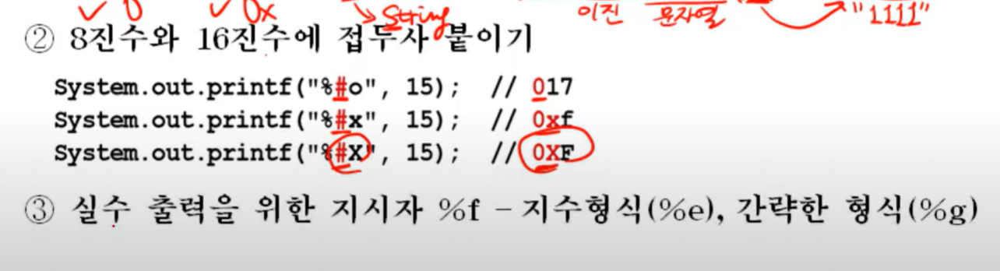 ✓ 0 ✓ 0x String 이진 문자열 "1111"
② 8진수와 16진수에 접두사 붙이기
System.out.printf("%#o", 15); // 017
System.out.printf("%#x", 15); // 0xf
System.out.printf("%#X", 15); // 0XF
③ 실수 출력을 위한 지시자 %f – 지수형식(%e), 간략한 형식(%g)